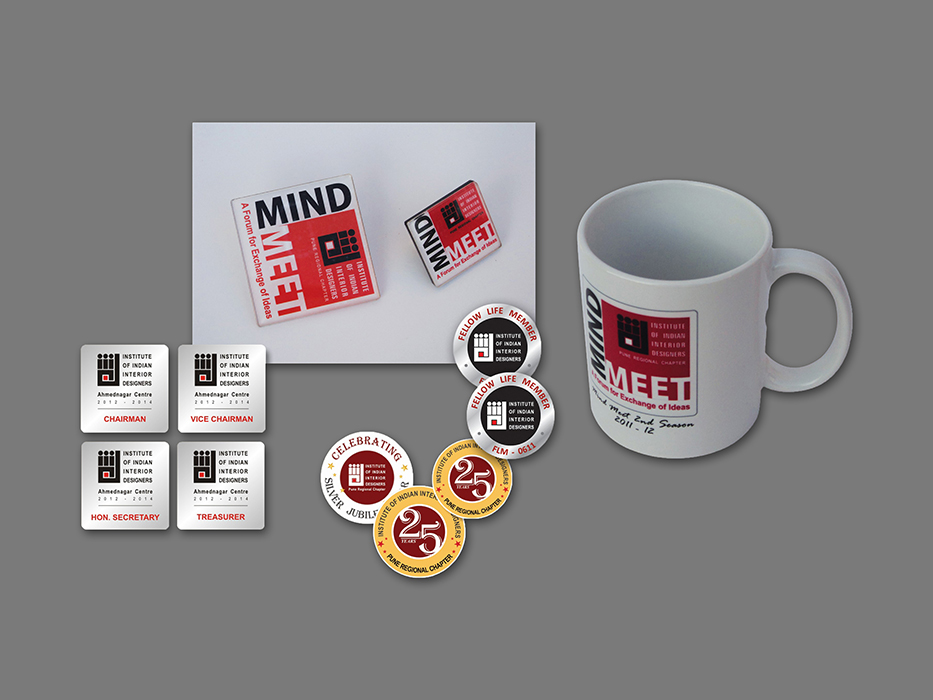 MIND
MEET
A Forum for Exchange of Ideas
PUNE REGIONAL CHAPTER
INSTITUTE
OF INDIAN
INTERIOR
DESIGNERS
MIND
MEET
A Forum for Exchange of Ideas
INSTITUTE
OF INDIAN
INTERIOR
DESIGNERS
PUNE REGIONAL CHAPTER
MIND
MEET
A Forum for Exchange of Ideas
INSTITUTE
OF INDIAN
INTERIOR
DESIGNERS
PUNE REGIONAL CHAPTER
Mind Meet 2nd Season
2011 - 12
INSTITUTE
OF INDIAN
INTERIOR
DESIGNERS
Ahmednagar Centre
2012 - 2014
CHAIRMAN
INSTITUTE
OF INDIAN
INTERIOR
DESIGNERS
Ahmednagar Centre
2012 - 2014
VICE CHAIRMAN
INSTITUTE
OF INDIAN
INTERIOR
DESIGNERS
Ahmednagar Centre
2012 - 2014
HON. SECRETARY
INSTITUTE
OF INDIAN
INTERIOR
DESIGNERS
Ahmednagar Centre
2012 - 2014
TREASURER
FELLOW LIFE MEMBER
INSTITUTE
OF INDIAN
INTERIOR
DESIGNERS
FELLOW LIFE MEMBER
INSTITUTE
OF INDIAN
INTERIOR
DESIGNERS
FLM - 0611
CELEBRATING
INSTITUTE
OF INDIAN
INTERIOR
DESIGNERS
Pune Regional Chapter
SILVER JUBILE
INSTITUTE OF INDIAN
25
YEARS
PUNE REGIONAL CHAPTER
INSTITUTE OF INDIAN INTERIOR DESIGNERS
25
YEARS
PUNE REGIONAL CHAPTER